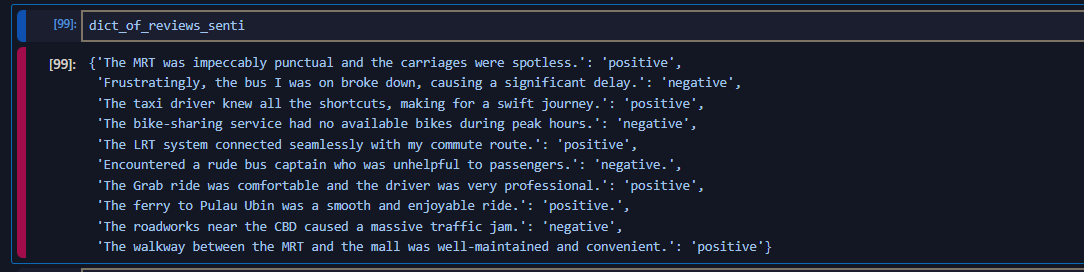 [99]: dict_of_reviews_senti
[99]: {'The MRT was impeccably punctual and the carriages were spotless.': 'positive',
'Frustratingly, the bus I was on broke down, causing a significant delay.': 'negative',
'The taxi driver knew all the shortcuts, making for a swift journey.': 'positive',
'The bike-sharing service had no available bikes during peak hours.': 'negative',
'The LRT system connected seamlessly with my commute route.': 'positive',
'Encountered a rude bus captain who was unhelpful to passengers.': 'negative.',
'The Grab ride was comfortable and the driver was very professional.': 'positive',
'The ferry to Pulau Ubin was a smooth and enjoyable ride.': 'positive.',
'The roadworks near the CBD caused a massive traffic jam.': 'negative',
'The walkway between the MRT and the mall was well-maintained and convenient.': 'positive'}